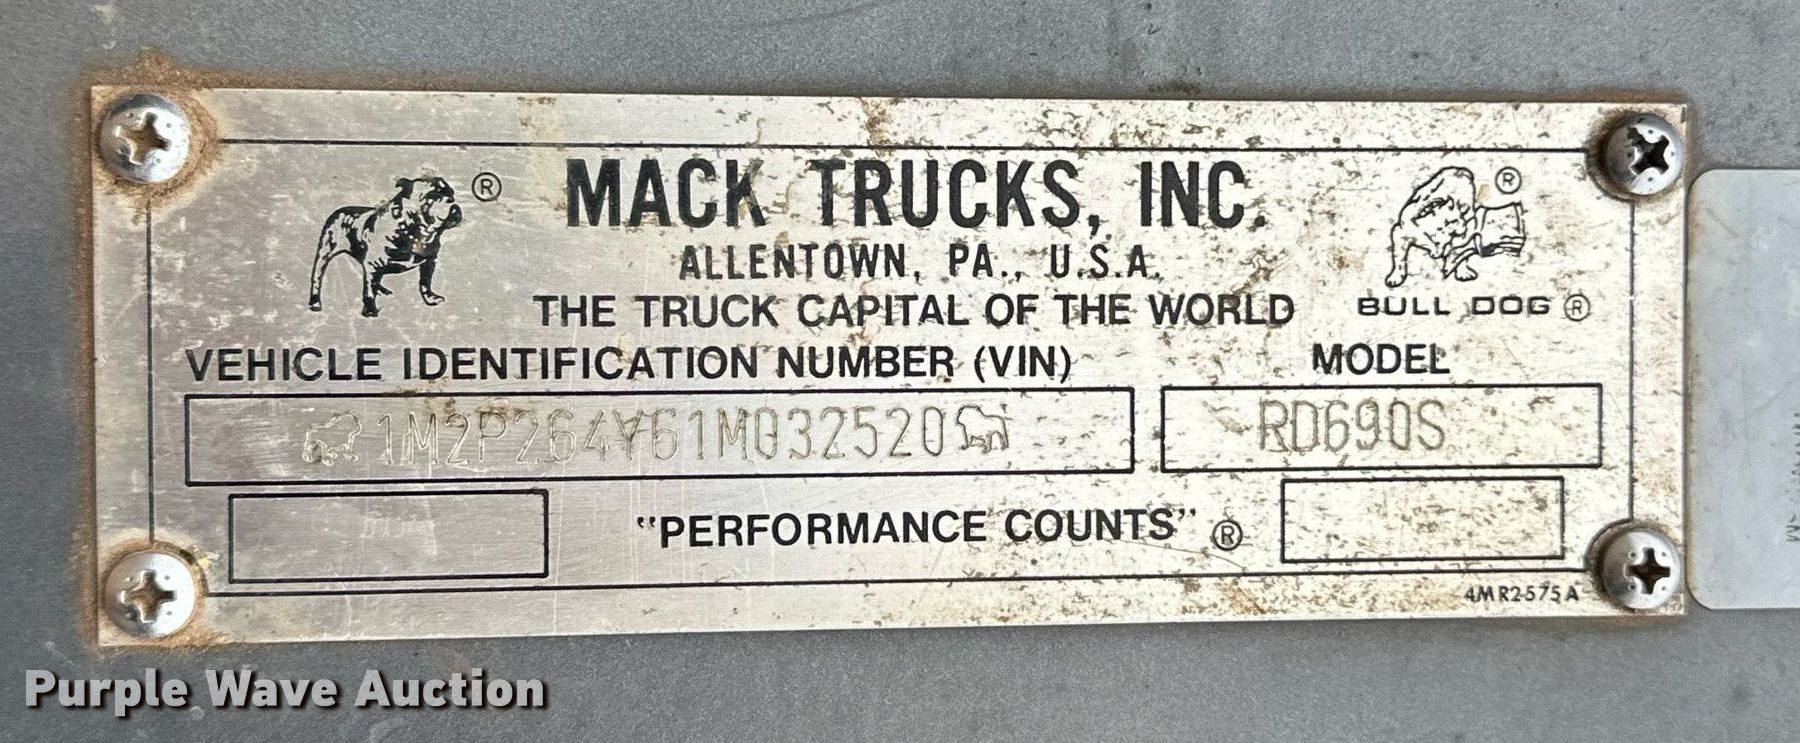 MACK TRUCKS, INC.
ALLENTOWN, PA., U.S.A.
THE TRUCK CAPITAL OF THE WORLD
BULL DOG ®
®
®
VEHICLE IDENTIFICATION NUMBER (VIN)
MODEL
1M2P264Y61M032520
RD690S
"PERFORMANCE COUNTS" ®
4MR2575A
Purple Wave Auction